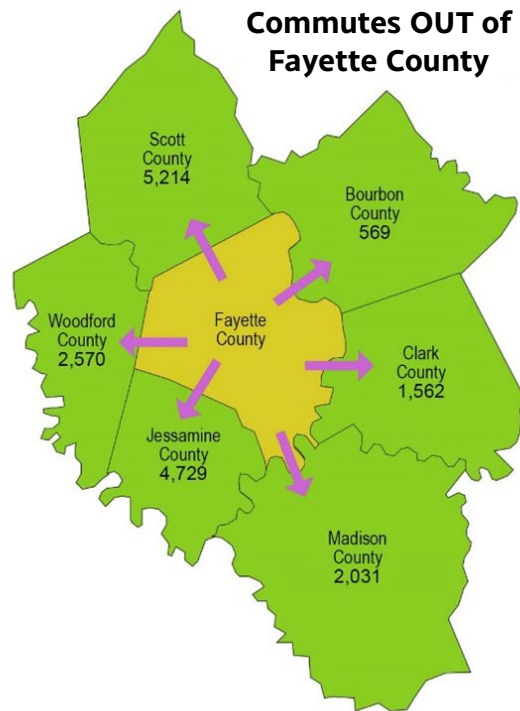 Commutes OUT of
Fayette County
Scott
County
5,214
Bourbon
County
569
Woodford
County
2,570
Fayette
County
Clark
County
1,562
Jessamine
County
4,729
Madison
County
2,031